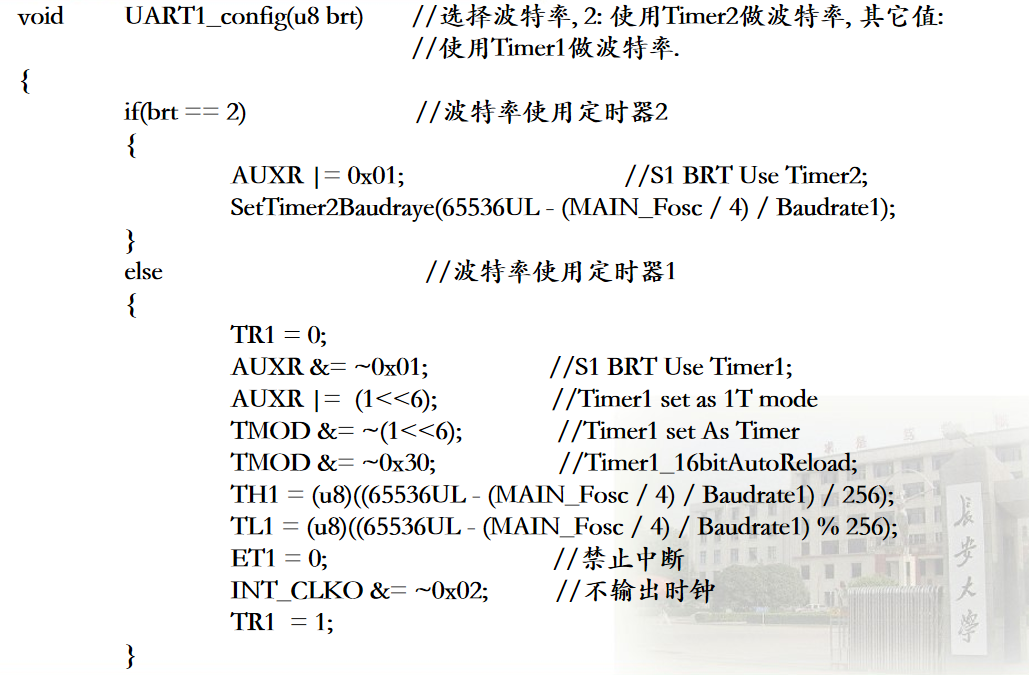 void UART1_config(u8 brt) //选择波特率, 2: 使用Timer2做波特率, 其它值:
//使用Timer1做波特率.
{
if(brt == 2) //波特率使用定时器2
{
AUXR |= 0x01; //S1 BRT Use Timer2;
SetTimer2Baudraye(65536UL - (MAIN_Fosc / 4) / Baudrate1);
}
else //波特率使用定时器1
{
TR1 = 0;
AUXR &= ~0x01; //S1 BRT Use Timer1;
AUXR |= (1<<6); //Timer1 set as 1T mode
TMOD &= ~(1<<6); //Timer1 set As Timer
TMOD &= ~0x30; //Timer1_16bitAutoReload;
TH1 = (u8)((65536UL - (MAIN_Fosc / 4) / Baudrate1) / 256);
TL1 = (u8)((65536UL - (MAIN_Fosc / 4) / Baudrate1) % 256);
ET1 = 0; //禁止中断
INT_CLKO &= ~0x02; //不输出时钟
TR1 = 1;
}
长安大学